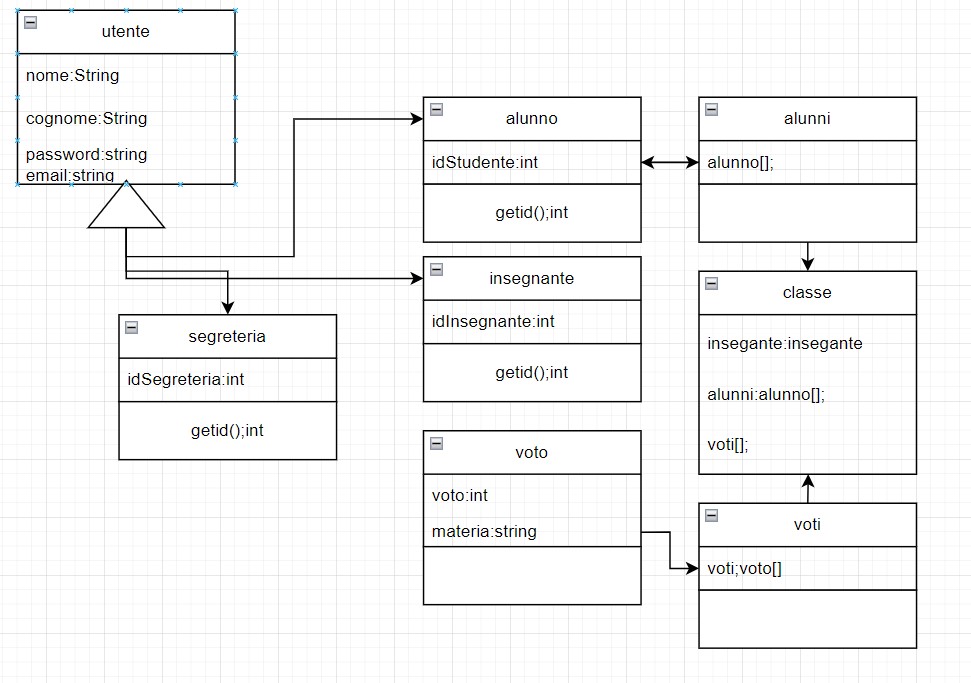 utente
nome:String
cognome:String
password:string
email:string
alunno
idStudente:int
getid();int
alunni
alunno[];
insegnante
idInsegnante:int
getid();int
classe
insegante:insegante
alunni:alunno[];
voti[];
segreteria
idSegreteria:int
getid();int
voto
voto:int
materia:string
voti
voti;voto[]